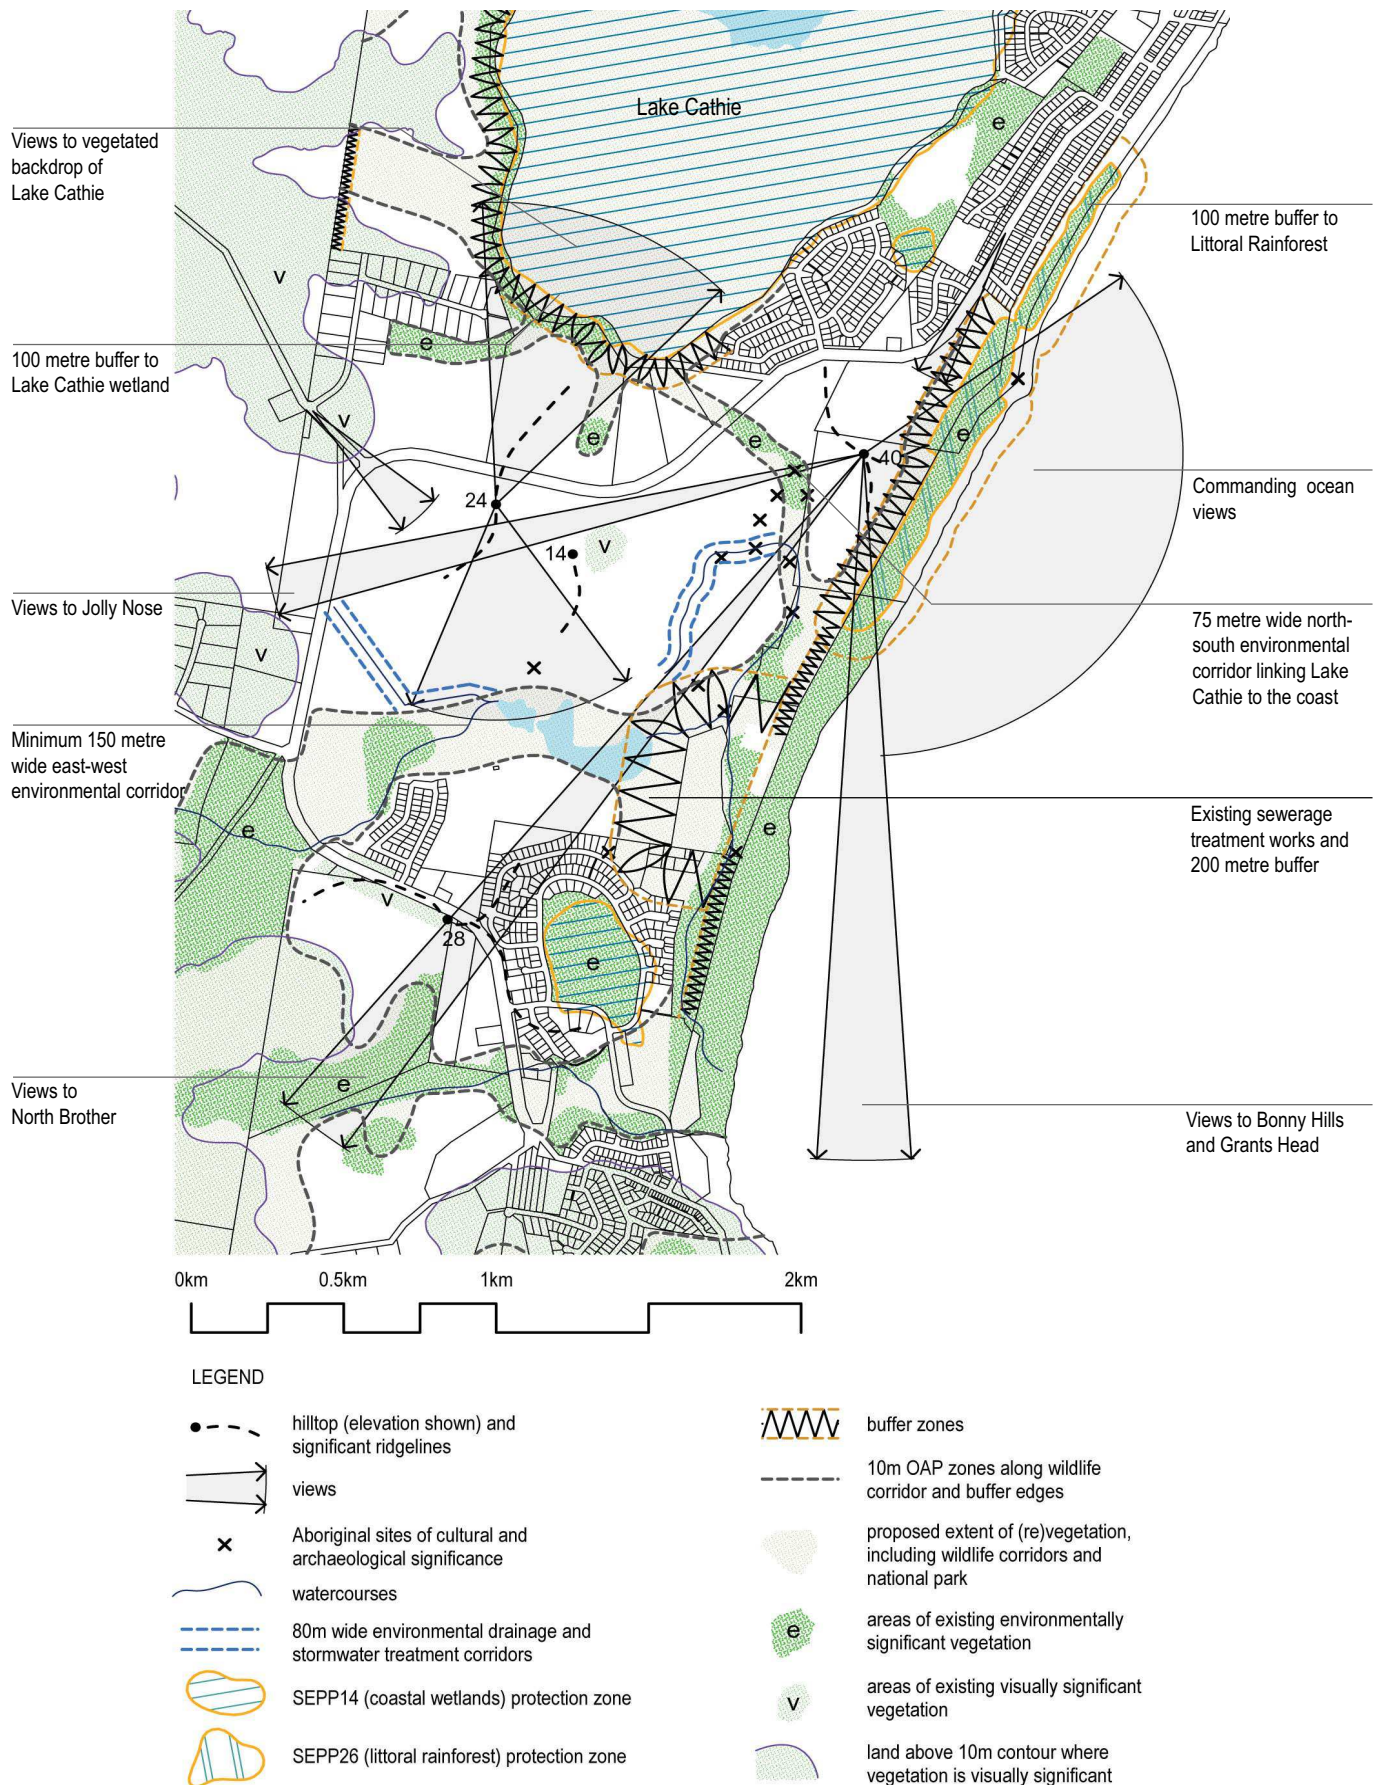 Lake Cathie
Views to vegetated
backdrop of
Lake Cathie
100 metre buffer to
Littoral Rainforest
e
e
v
100 metre buffer to
Lake Cathie wetland
e
v
e
e
e
40
24
14
v
Commanding ocean
views
Views to Jolly Nose
v
75 metre wide north-
south environmental
corridor linking Lake
Cathie to the coast
Minimum 150 metre
wide east-west
environmental corridor
e
e
Existing sewerage
treatment works and
200 metre buffer
v
28
e
Views to
North Brother
e
Views to Bonny Hills
and Grants Head
0km
0.5km
1km
2km
LEGEND
hilltop (elevation shown) and
significant ridgelines
views
Aboriginal sites of cultural and
archaeological significance
watercourses
80m wide environmental drainage and
stormwater treatment corridors
SEPP14 (coastal wetlands) protection zone
SEPP26 (littoral rainforest) protection zone
buffer zones
10m OAP zones along wildlife
corridor and buffer edges
proposed extent of (re)vegetation,
including wildlife corridors and
national park
e
areas of existing environmentally
significant vegetation
v
areas of existing visually significant
vegetation
land above 10m contour where
vegetation is visually significant